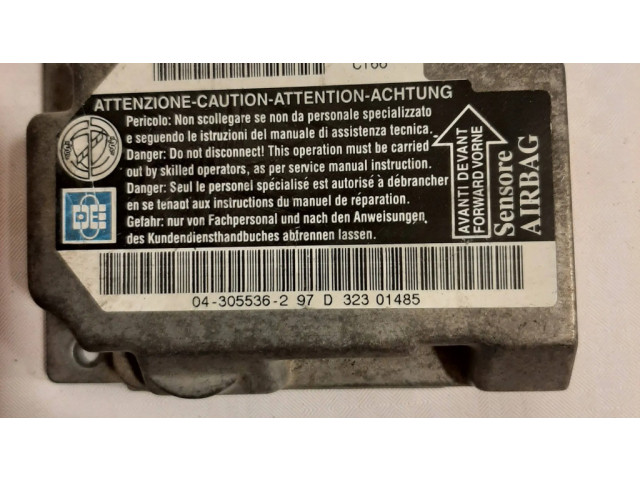 ATTENZIONE-CAUTION-ATTENTION-ACHTUNG
Pericolo: Non scollegare se non da personale specializzato
e seguendo le istruzioni del manuale di assistenza tecnica.
Danger: Do not disconnect! This operation must be carried
out by skilled operators, as per service manual instruction.
Danger: Seul le personel spécialisé est autorisé à débrancher
en se tenant aux instructions du manuel de réparation.
Gefahr: nur von Fachpersonal und nach den Anweisungen
des Kundendiensthandbuches abtrennen lassen.
AVANTI DEVANT
FORWARD VORNE
Sensore
AIRBAG
04-305536-2 97 D 323 01485